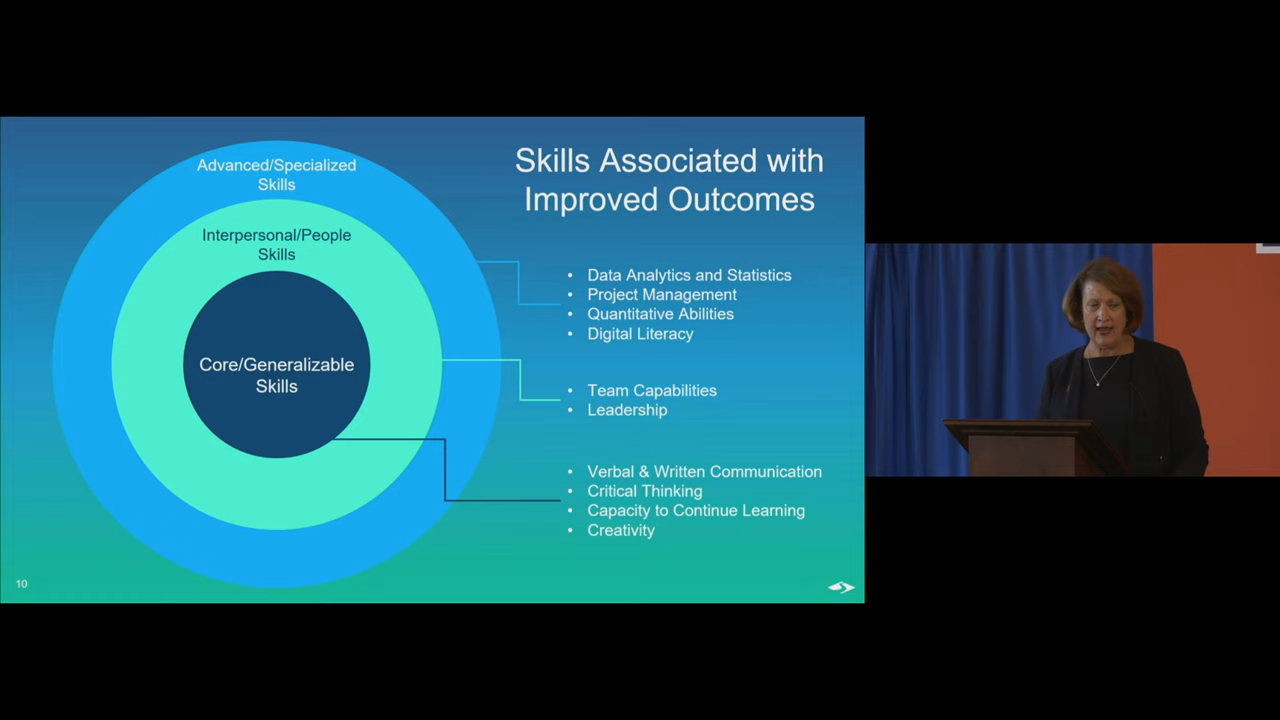 Skills Associated with
Improved Outcomes
Advanced/Specialized
Skills
Interpersonal/People
Skills
Core/Generalizable
Skills
• Data Analytics and Statistics
• Project Management
• Quantitative Abilities
• Digital Literacy
• Team Capabilities
• Leadership
• Verbal & Written Communication
• Critical Thinking
• Capacity to Continue Learning
• Creativity
10